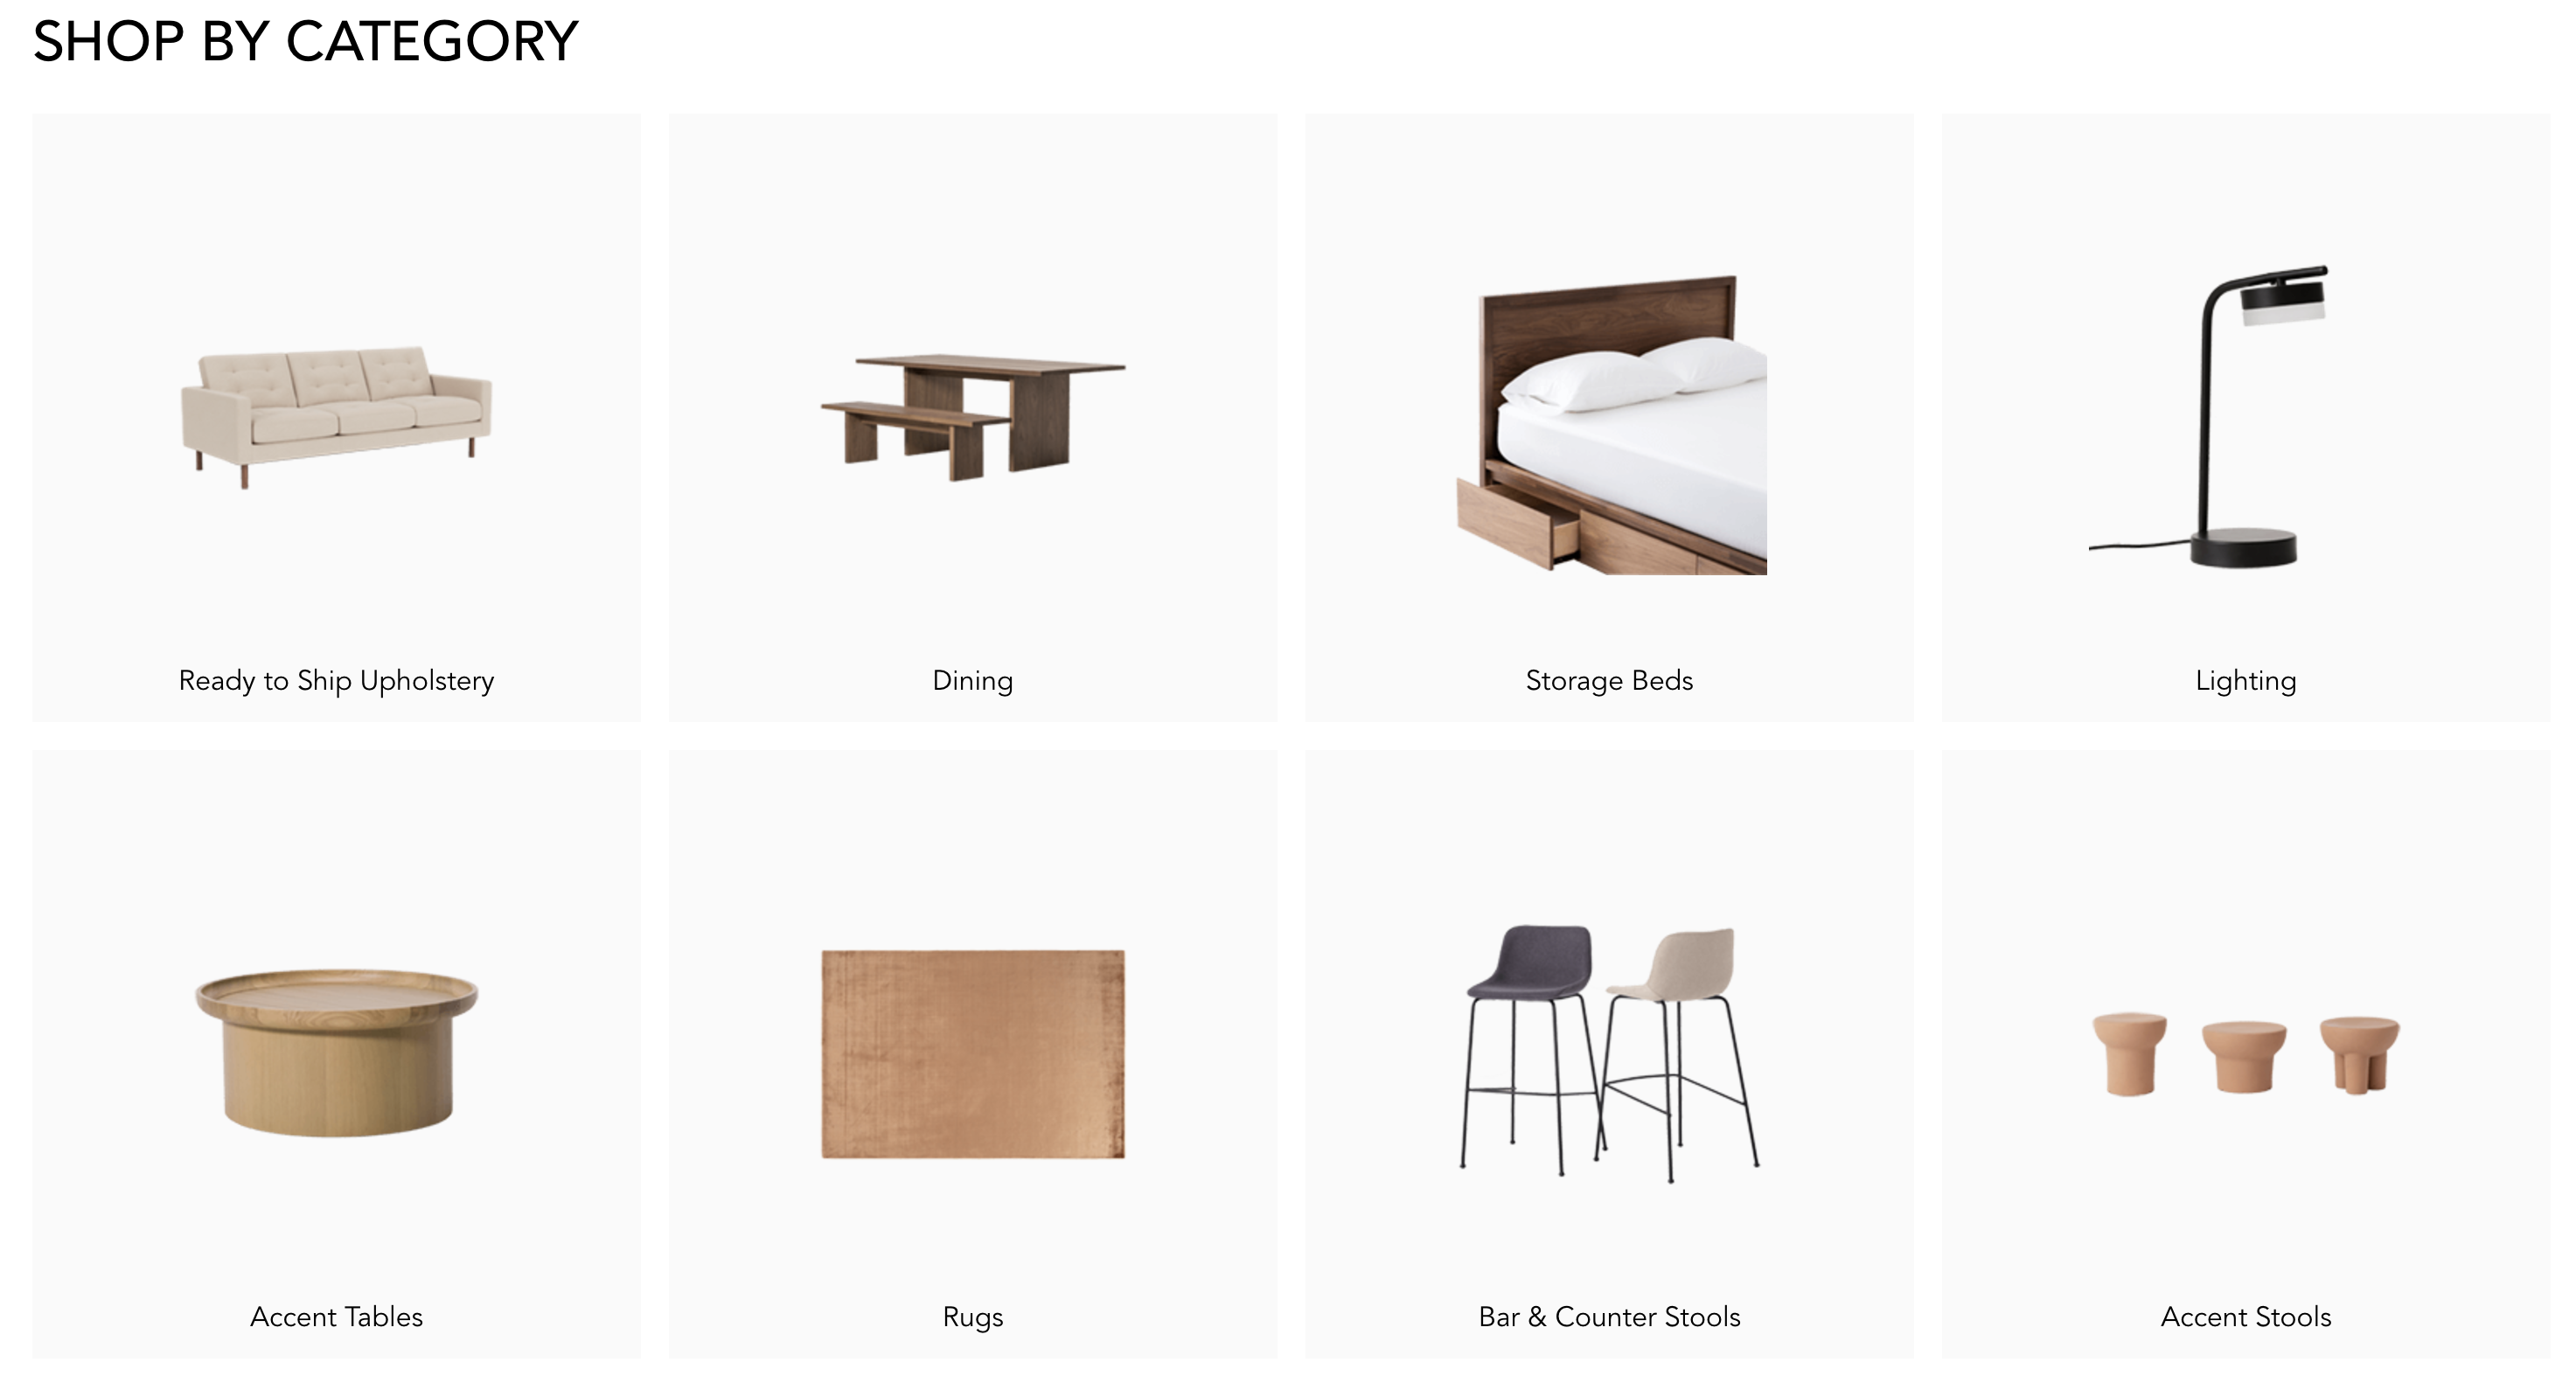 SHOP BY CATEGORY
Ready to Ship Upholstery
Dining
Storage Beds
Lighting
Accent Tables
Rugs
Bar & Counter Stools
Accent Stools